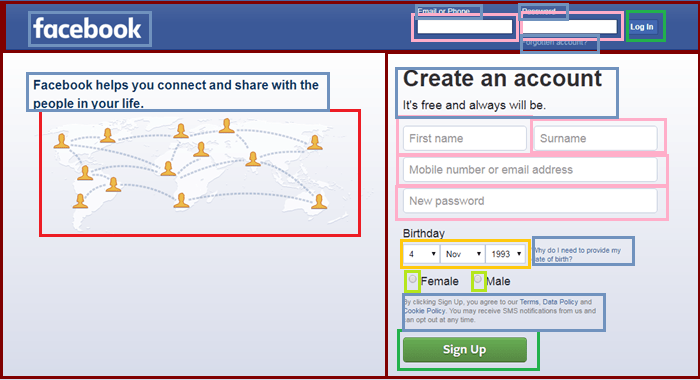 facebook
Email or Phone
Password
Log In
Forgotten account?
Facebook helps you connect and share with the
people in your life.
Create an account
It's free and always will be.
First name
Surname
Mobile number or email address
New password
Birthday
4 Nov 1993
Why do I need to provide my
date of birth?
Female Male
By clicking Sign Up, you agree to our Terms, Data Policy and
Cookie Policy. You may receive SMS notifications from us and
can opt out at any time.
Sign Up